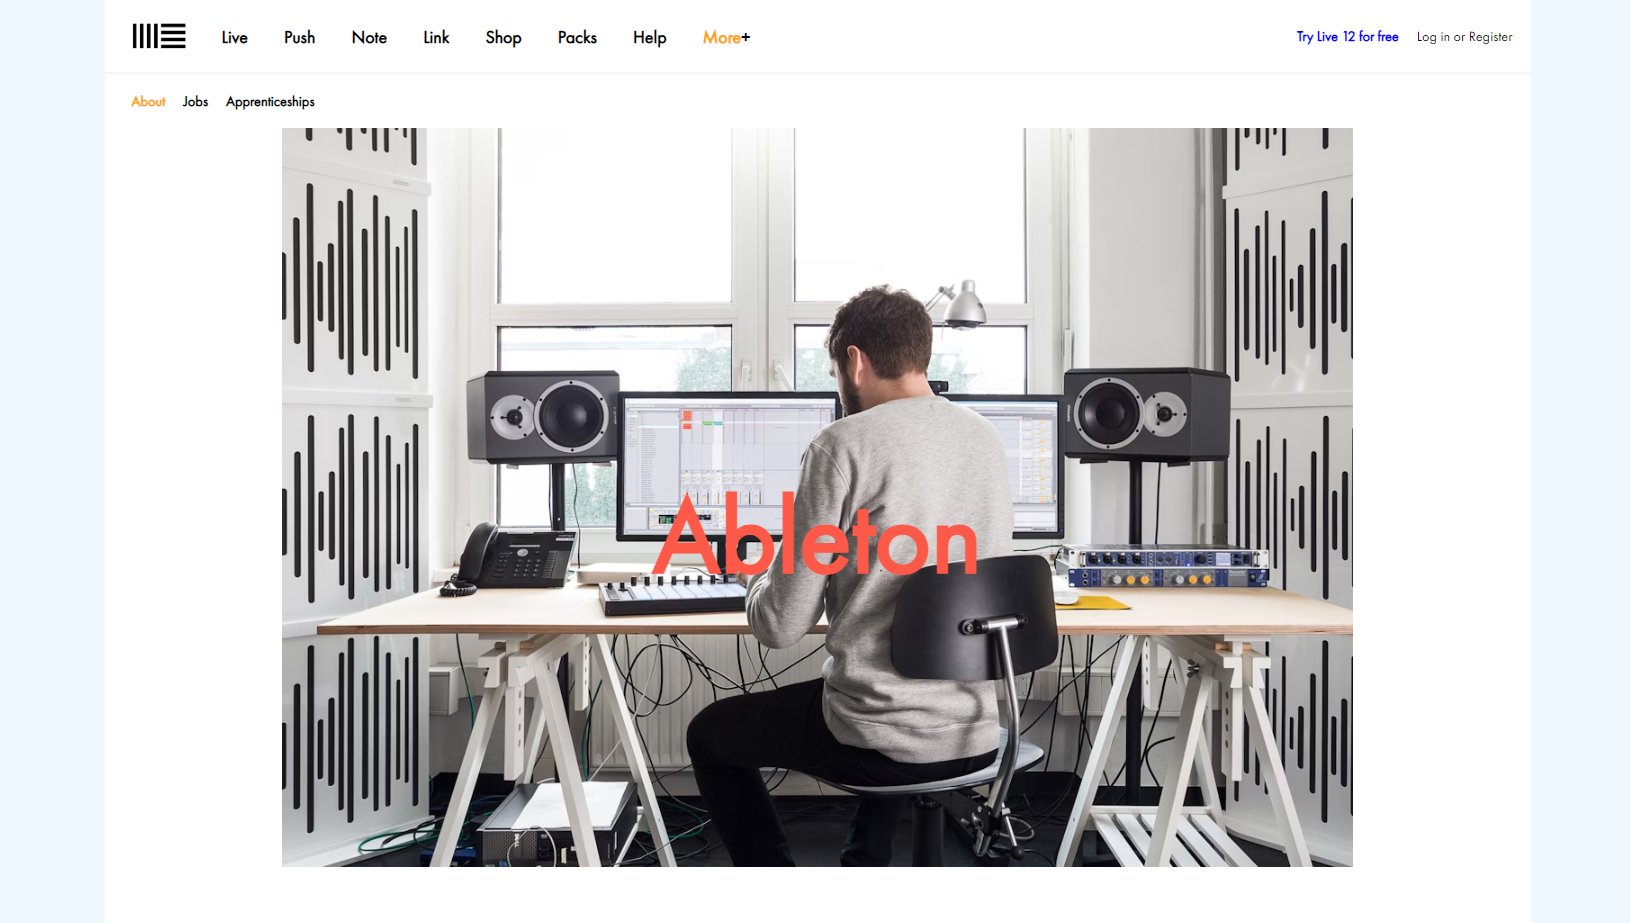 Live Push Note Link Shop Packs Help More+ Try Live 12 for free Log in or Register
About Jobs Apprenticeships
Ableton